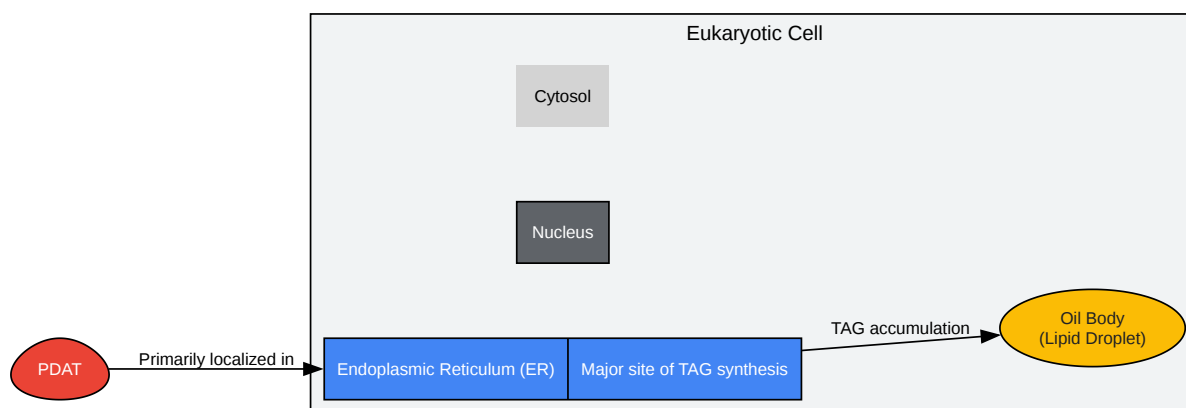 Eukaryotic Cell
Cytosol
Nucleus
PDAT
Primarily localized in
Endoplasmic Reticulum (ER)
Major site of TAG synthesis
TAG accumulation
Oil Body
(Lipid Droplet)